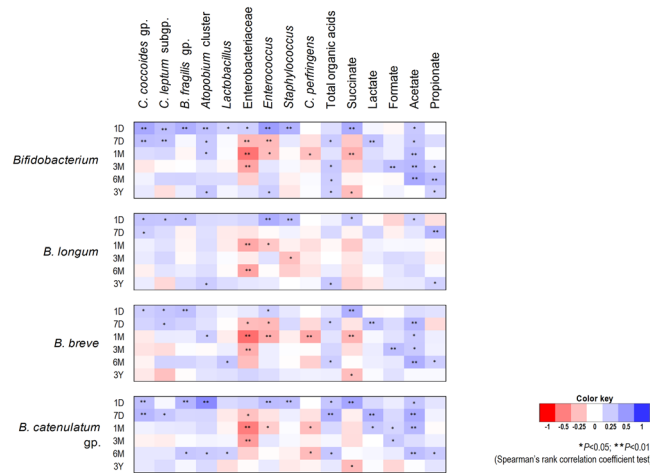 C. coccoides gp.
C. leptum subgp.
B. fragilis gp.
Atopobium cluster
Lactobacillus
Enterobacteriaceae
Enterococcus
Staphylococcus
C. perfringens
Total organic acids
Succinate
Lactate
Formate
Acetate
Propionate
Bifidobacterium
1D ** ** ** ** * * ** ** ** *
7D ** ** * ** ** * ** *
1M * ** * * ** **
3M ** * ** ** *
6M * ** **
3Y * * * * *
B. longum
1D * * * ** ** * *
7D * **
1M ** *
3M *
6M **
3Y * * *
B. breve
1D * * ** * **
7D * * * * ** **
1M * ** ** ** ** *
3M ** ** *
6M * * * ** *
3Y *
B. catenulatum
gp.
1D ** ** ** ** ** * ** *
7D ** * * ** ** **
1M ** * * * * **
3M ** *
6M * * * * * ** *
3Y *
Color key
-1 -0.5 -0.25 0 0.25 0.5 1
*P<0.05; **P<0.01
(Spearman's rank correlation coefficient test